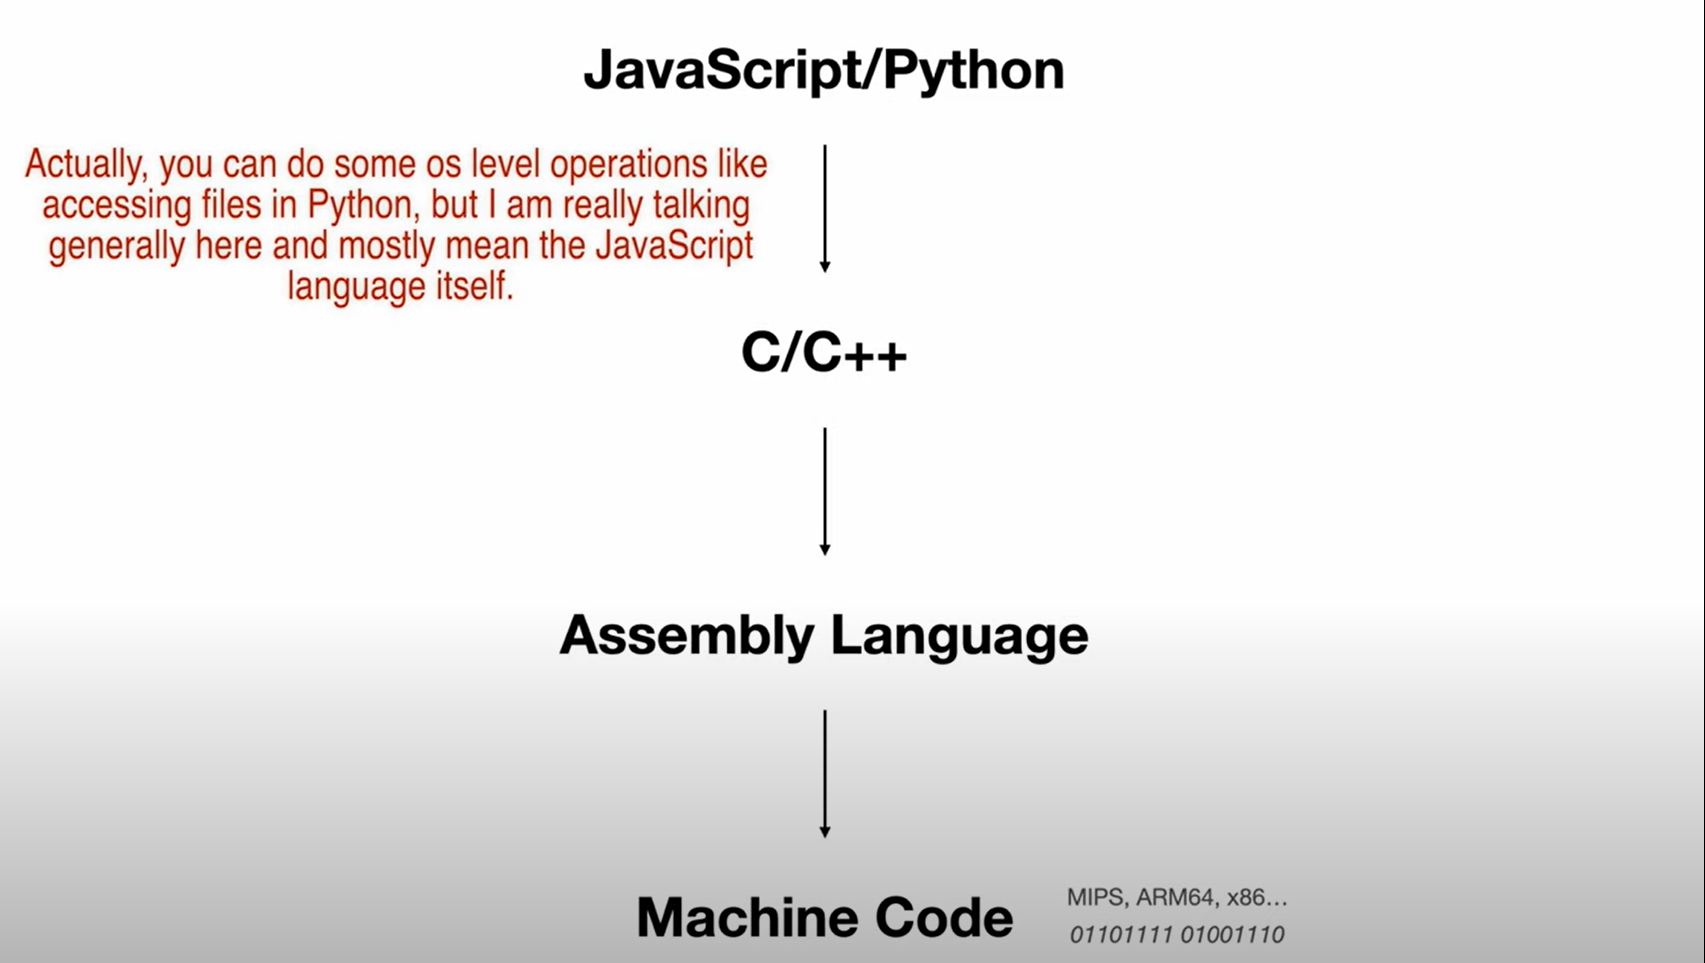 JavaScript/Python
Actually, you can do some os level operations like
accessing files in Python, but I am really talking
generally here and mostly mean the JavaScript
language itself.
C/C++
Assembly Language
Machine Code
MIPS, ARM64, x86...
01101111 01001110